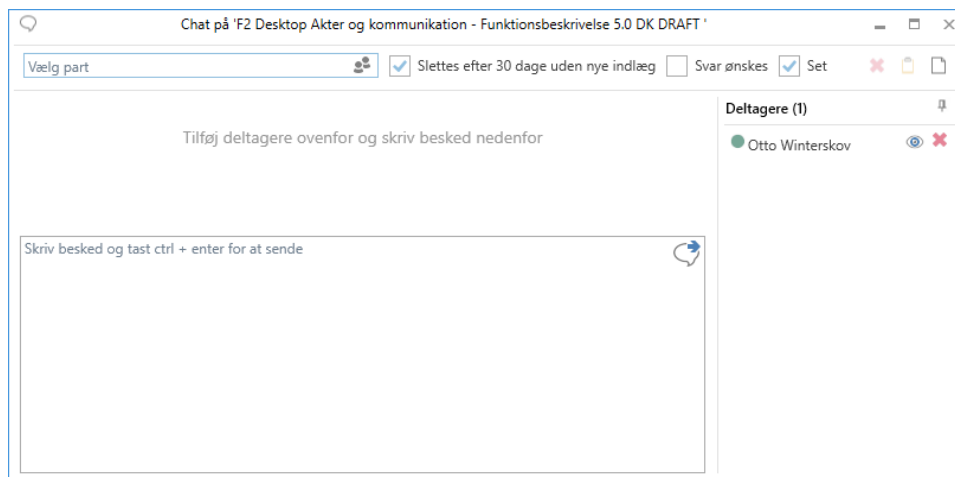 Chat på 'F2 Desktop Akter og kommunikation - Funktionsbeskrivelse 5.0 DK DRAFT '
Vælg part
Slettes efter 30 dage uden nye indlæg
Svar ønskes
Set
Deltagere (1)
Tilføj deltagere ovenfor og skriv besked nedenfor
Otto Winterskov
Skriv besked og tast ctrl + enter for at sende